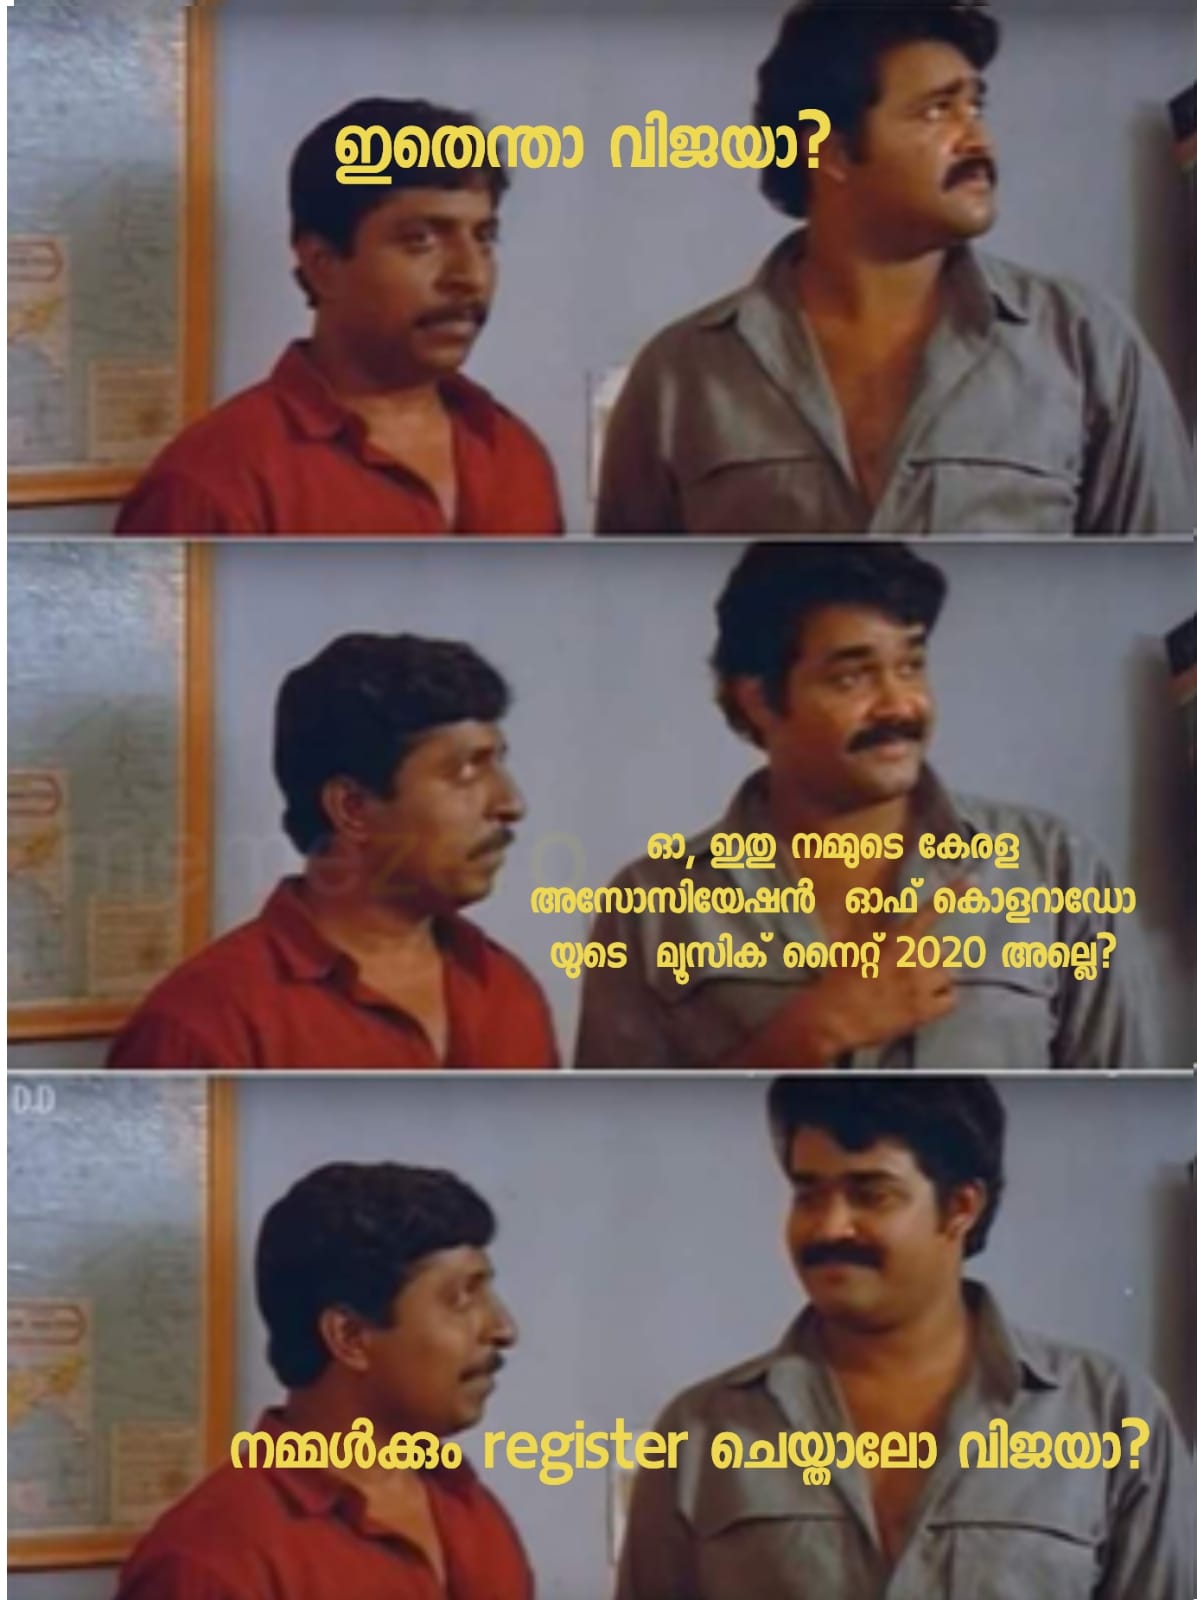 ഇതെന്താ വിജയാ?
ഓ, ഇതു നമ്മുടെ കേരള
അസോസിയേഷൻ ഓഫ് കൊളറാഡോ
യുടെ മ്യൂസിക് നൈറ്റ് 2020 അല്ലെ?
D.D
നമ്മൾക്കും register ചെയ്താലോ വിജയാ?